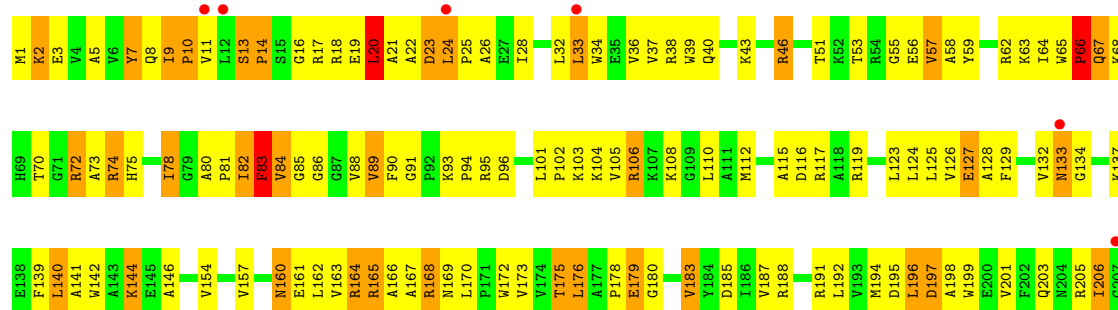 M1 K2 E3 V4 A5 V6 Y7 Q8 I9 P10 V11 L12 S13 P14 S15 G16 R17 R18 E19 L20 A21 A22 D23 L24 P25 A26 E27 I28 L32 L33 W34 E35 V36 V37 R38 W39 Q40 K43 R46 T51 K52 T53 R54 G55 E56 V57 A58 Y59 R62 K63 I64 W65 P66 Q67 K68
H69 T70 G71 R72 A73 R74 H75 I78 G79 A80 P81 I82 F83 V84 G85 G86 G87 V88 V89 F90 G91 P92 K93 P94 R95 D96 L101 P102 K103 K104 V105 R106 K107 K108 G109 L110 A111 M112 A115 D116 R117 A118 R119 L123 L124 L125 V126 E127 A128 F129 V132 N133 G134 K137
E138 F139 L140 A141 W142 A143 K144 E145 A146 V154 V157 N160 E161 L162 V163 R164 R165 A166 A167 R168 N169 L170 P171 W172 V173 V174 T175 L176 A177 P178 E179 G180 V183 Y184 D185 I186 V187 R188 R191 L192 V193 M194 D195 L196 D197 A198 W199 E200 V201 F202 Q203 N204 R205 I206 G207